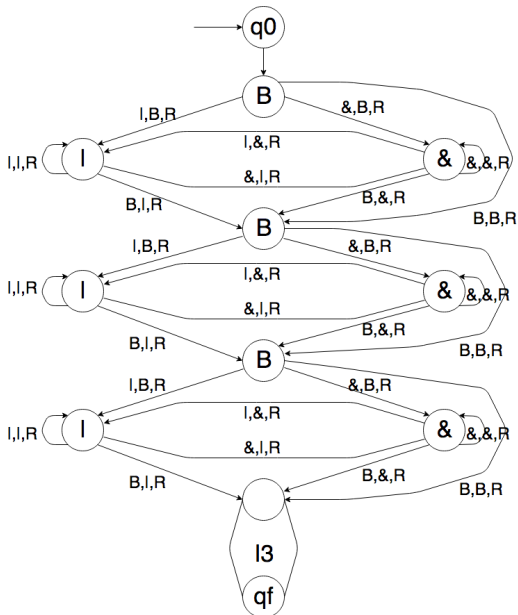 q0
B
I,B,R
&,B,R
I,&,R
I,I,R
I
&
&,&,R
&,I,R
B,I,R
B,&,R
B,B,R
B
I,B,R
&,B,R
I,&,R
I,I,R
I
&
&,&,R
&,I,R
B,I,R
B,&,R
B,B,R
B
I,B,R
&,B,R
I,&,R
I,I,R
I
&
&,&,R
&,I,R
B,I,R
B,&,R
B,B,R
I3
qf